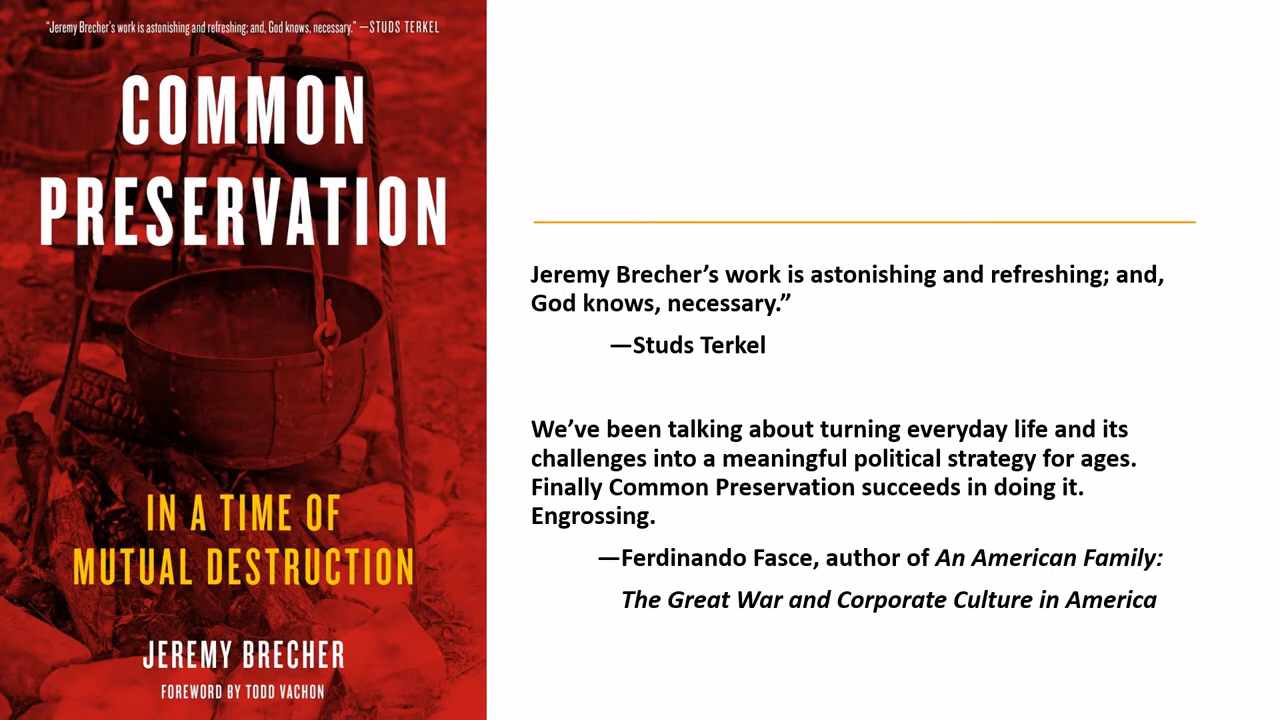 “Jeremy Brecher’s work is astonishing and refreshing; and, God knows, necessary.” —STUDS TERKEL
COMMON
PRESERVATION
IN A TIME OF
MUTUAL DESTRUCTION
JEREMY BRECHER
FOREWORD BY TODD VACHON
Jeremy Brecher’s work is astonishing and refreshing; and,
God knows, necessary.”
—Studs Terkel
We’ve been talking about turning everyday life and its
challenges into a meaningful political strategy for ages.
Finally Common Preservation succeeds in doing it.
Engrossing.
—Ferdinando Fasce, author of An American Family:
The Great War and Corporate Culture in America